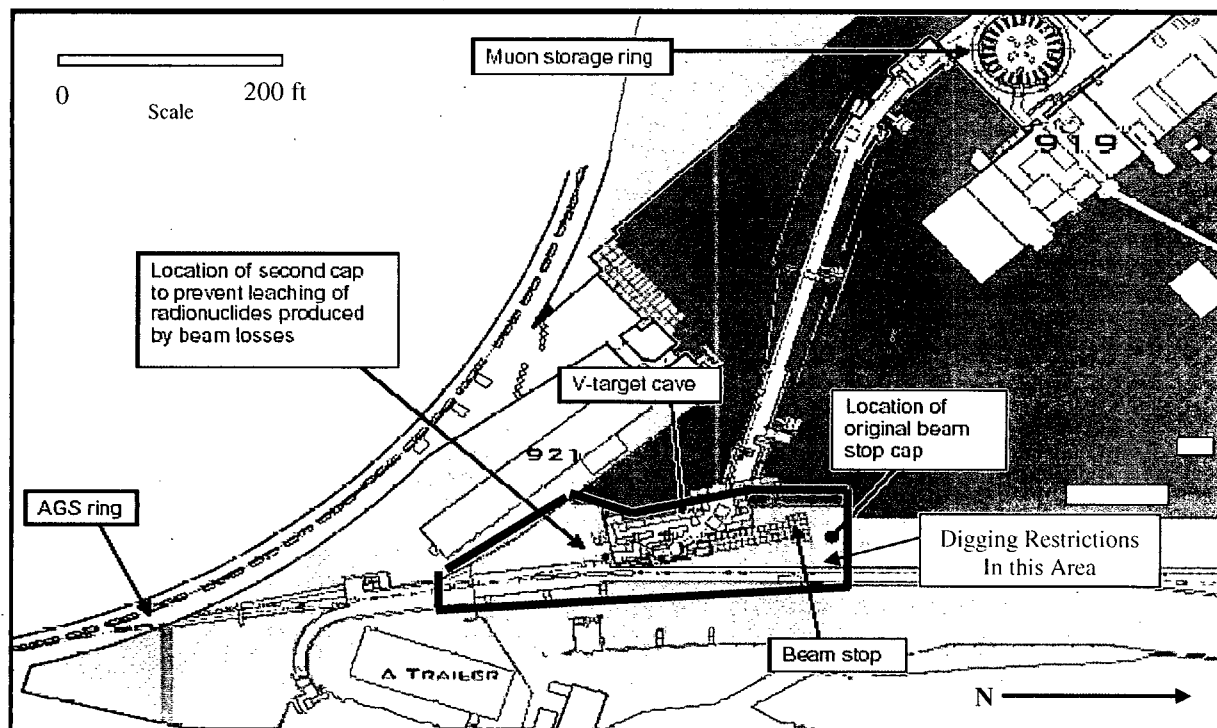 Muon storage ring
0 200 ft
Scale
919
Location of second cap
to prevent leaching of
radionuclides produced
by beam losses
V-target cave
Location of
original beam
stop cap
921
AGS ring
Digging Restrictions
In this Area
Beam stop
A TRAILER
N